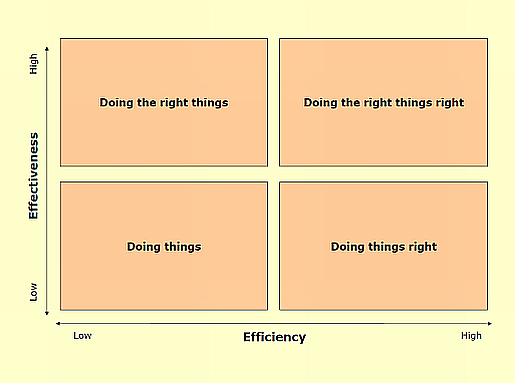 High
Doing the right things
Doing the right things right
Effectiveness
Doing things
Doing things right
Low
Low
Efficiency
High